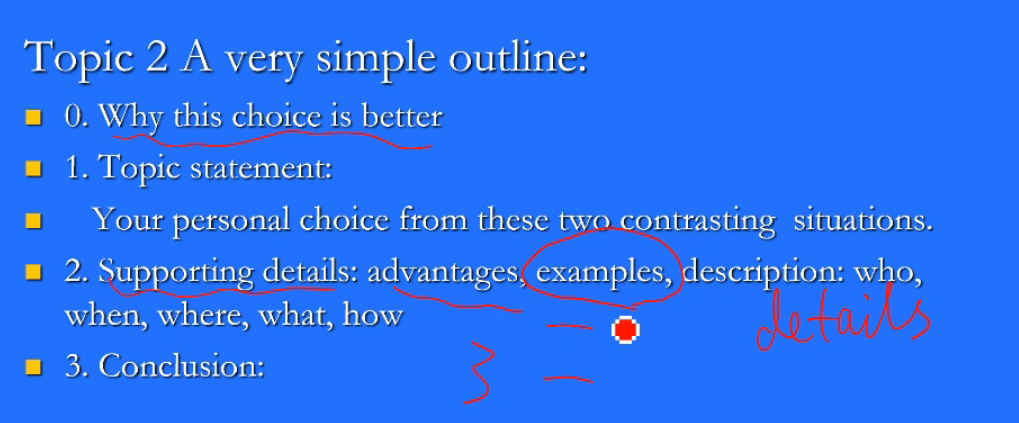 Topic 2 A very simple outline:
0. Why this choice is better
1. Topic statement:
Your personal choice from these two contrasting situations.
2. Supporting details: advantages, examples, description: who,
when, where, what, how
details
3. Conclusion: